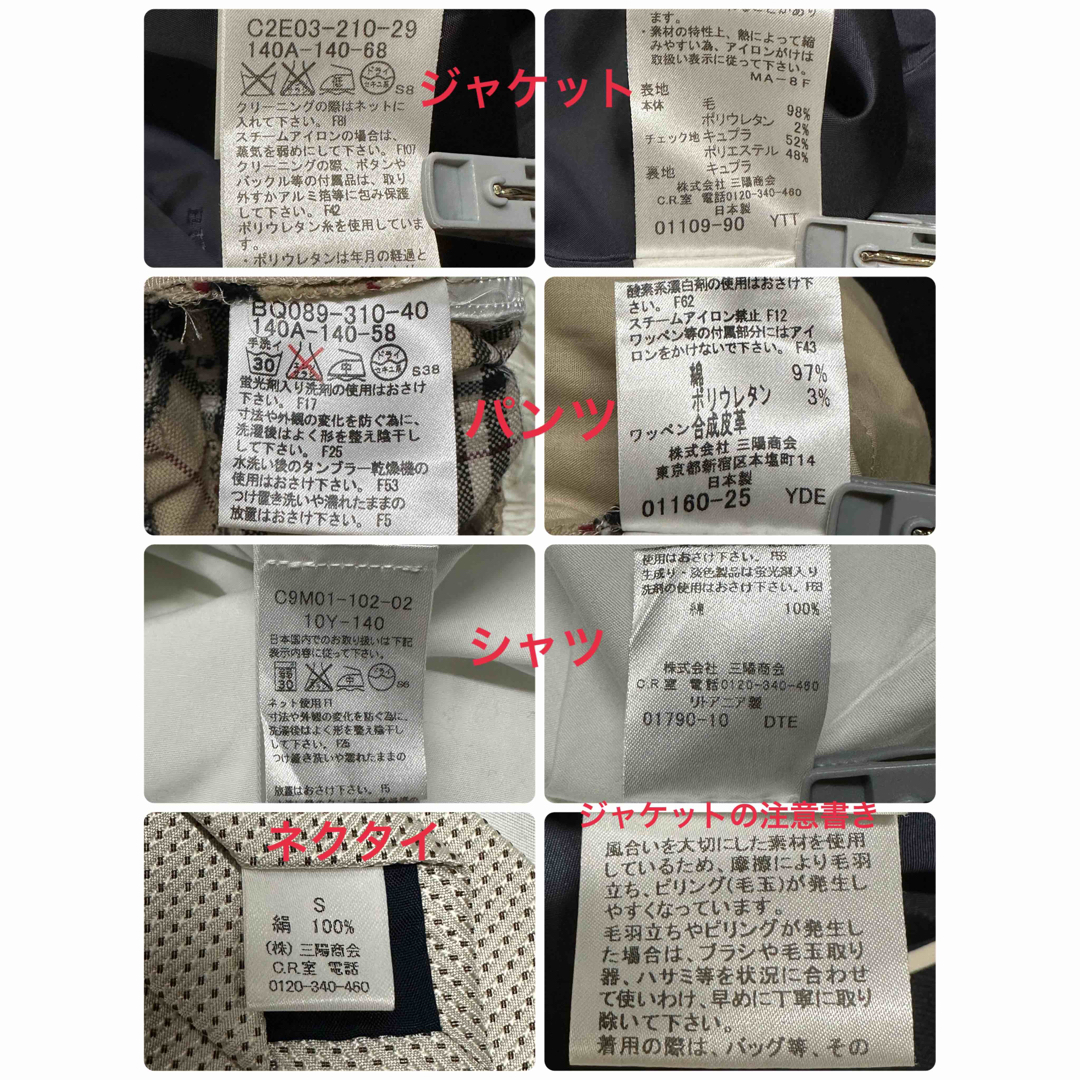 C2E03-210-29
140A-140-68
ドライ
セキユ系
S8
クリーニングの際はネットに
入れて下さい。 F81
スチームアイロンの場合は、
蒸気を弱めにして下さい。 F107
クリーニングの際、ボタンや
バックル等の付属品は、取り
外すかアルミ箔等に包み保護
して下さい。 F42
ポリウレタン糸を使用していま
す。
・ポリウレタンは年月の経過と
ジャケット
ます。
・素材の特性上、熱によって縮
みやすい為、アイロンがけは
取扱い表示に従って下さい。
MA-8F
表地
本体 毛 98%
ポリウレタン 2%
チェック地 キュプラ 52%
ポリエステル 48%
裏地 キュプラ
株式会社 三陽商会
C.R.室 電話0120-340-460
日本製
01109-90 YTT
BQ089-310-40
140A-140-58
手洗イ
30
中
ドライ
セキユ系
S38
蛍光剤入り洗剤の使用はおさけ
下さい。 F17
寸法や外観の変化を防ぐ為に、
洗濯後はよく形を整え陰干し
して下さい。 F25
水洗い後のタンブラー乾燥機の
使用はおさけ下さい。 F53
つけ置き洗いや濡れたままの
放置はおさけ下さい。 F5
パンツ
酸素系漂白剤の使用はおさけ下
さい。 F62
スチームアイロン禁止 F12
ワッペン等の付属部分にはアイ
ロンをかけないで下さい。 F43
綿 97%
ポリウレタン 3%
ワッペン 合成皮革
株式会社 三陽商会
東京都新宿区本塩町14
日本製
01160-25 YDE
C9M01-102-02
10Y-140
日本国内でのお取り扱いは下記
表示内容に従って下さい。
30
ドライ
セキユ系
S6
ネット使用 F1
寸法や外観の変化を防ぐ為に、
洗濯後はよく形を整え陰干し
して下さい。 F25
つけ置き洗いや濡れたままの
放置はおさけ下さい。 F5
シャツ
使用はおさけ下さい。
生成り・淡色製品は蛍光剤入り
洗剤の使用はおさけ下さい。
綿 100%
株式会社 三陽商会
C.R.室 電話0120-340-460
リトアニア製
01790-10 DTE
ネクタイ
S
絹 100%
(株) 三陽商会
C.R.室 電話
0120-340-460
ジャケットの注意書き
風合いを大切にした素材を使用
しているため、摩擦により毛羽
立ち、ピリング(毛玉)が発生し
やすくなっています。
毛羽立ちやピリングが発生し
た場合は、ブラシや毛玉取り
器、ハサミ等を状況に合わせ
て使いわけ、早めに丁寧に取り
除いて下さい。
着用の際は、バッグ等、その